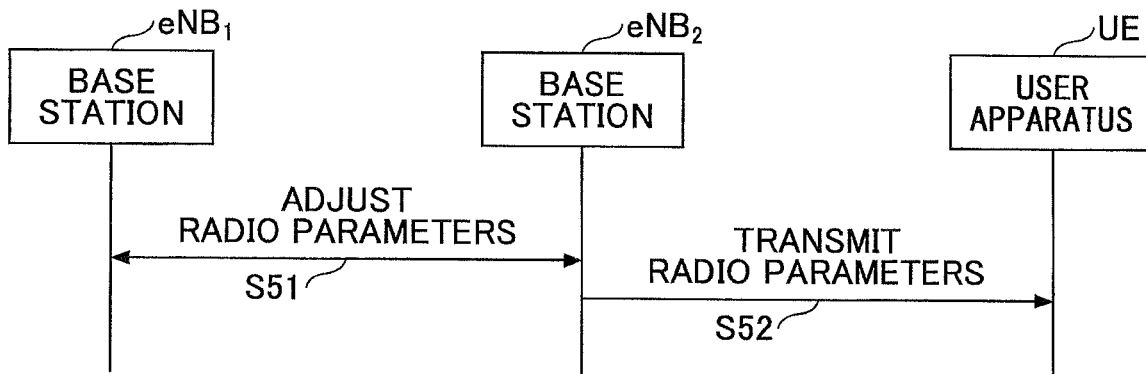 eNB₁
eNB₂
UE
BASE
STATION
BASE
STATION
USER
APPARATUS
ADJUST
RADIO PARAMETERS
S51
TRANSMIT
RADIO PARAMETERS
S52